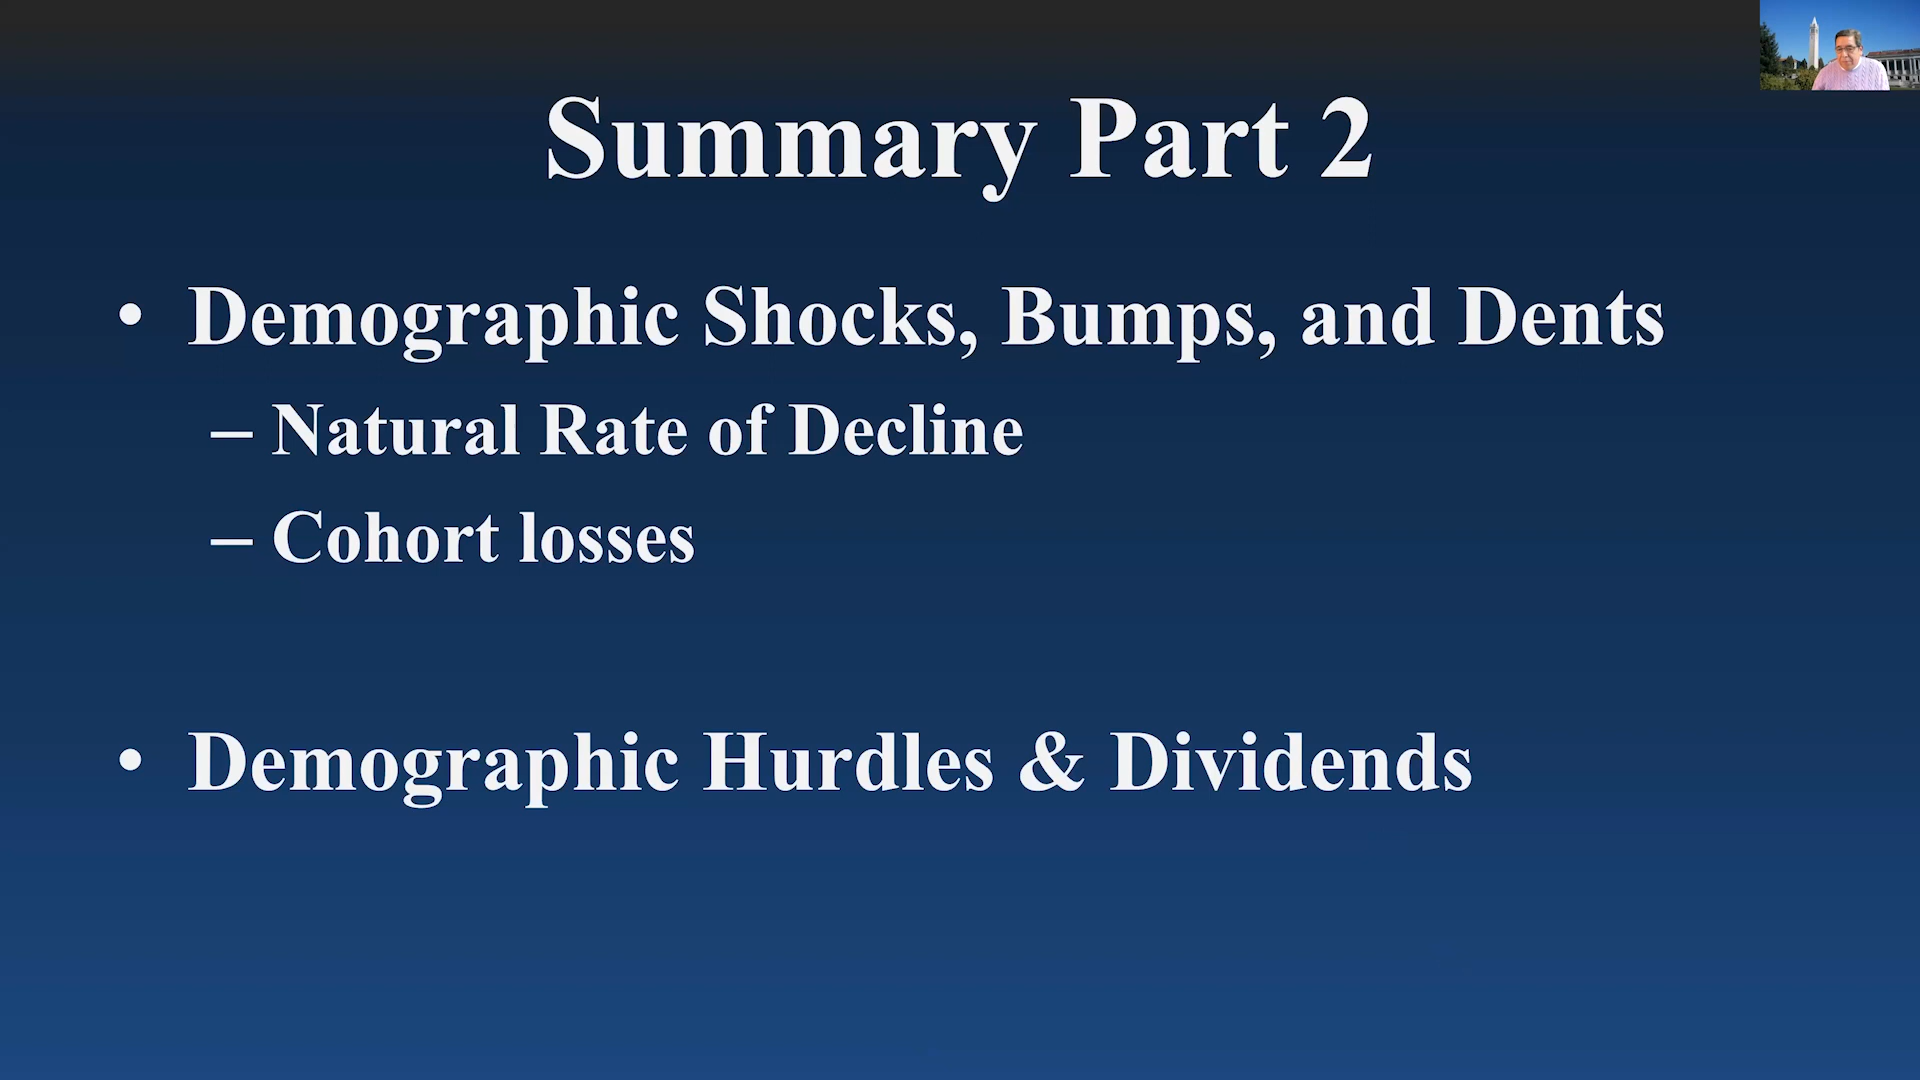 Summary Part 2
• Demographic Shocks, Bumps, and Dents
– Natural Rate of Decline
– Cohort losses
• Demographic Hurdles & Dividends